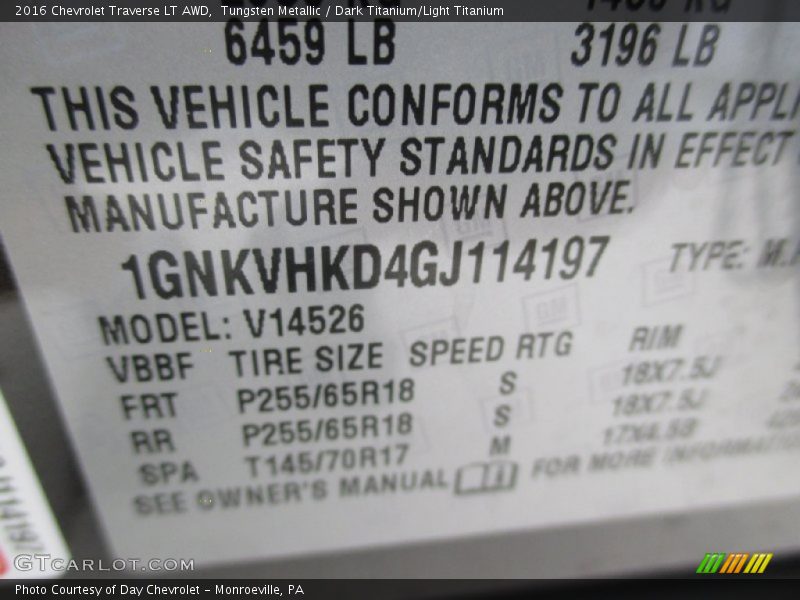 2016 Chevrolet Traverse LT AWD, Tungsten Metallic / Dark Titanium/Light Titanium
6459 LB 3196 LB
THIS VEHICLE CONFORMS TO ALL APPLI
VEHICLE SAFETY STANDARDS IN EFFECT
MANUFACTURE SHOWN ABOVE.
1GNKVHKD4GJ114197 TYPE: M.P
MODEL: V14526
VBBF TIRE SIZE SPEED RTG RIM
FRT P255/65R18 S 18X7.5J
RR P255/65R18 S 18X7.5J
SPA T145/70R17 M 17X4.5B
SEE OWNER'S MANUAL FOR MORE INFORMATIO
GTCARLOT.COM
Photo Courtesy of Day Chevrolet – Monroeville, PA